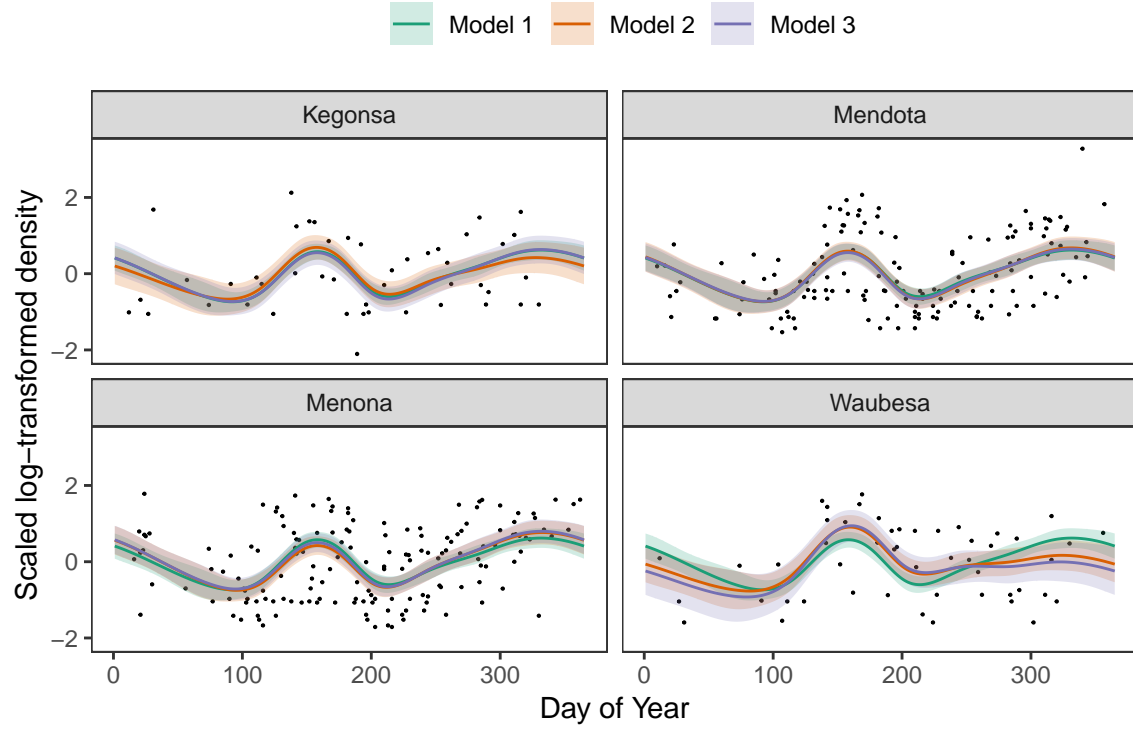 Model 1 Model 2 Model 3
Kegonsa Mendota
2
0
−2
Menona Waubesa
2
0
−2
0 100 200 300 0 100 200 300
Day of Year
Scaled log−transformed density